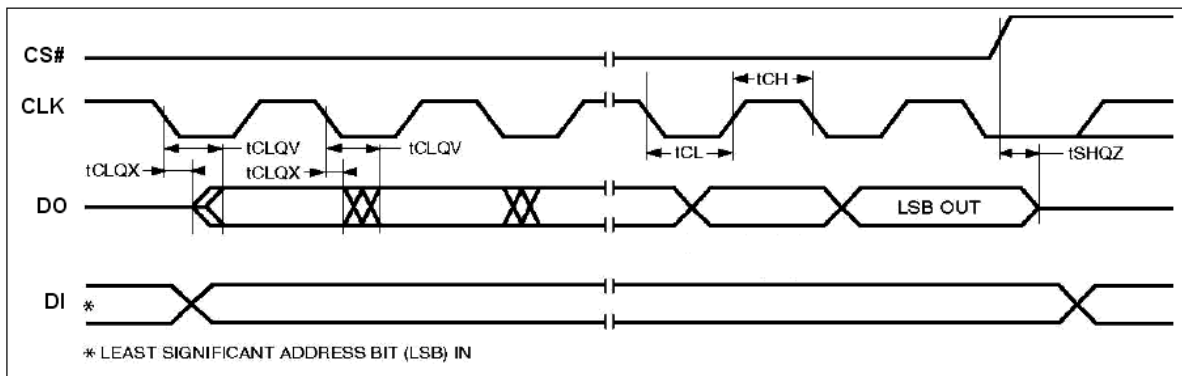 CS#
tCH
CLK
tCLQV
tCLQV
tCL
tSHQZ
tCLQX
tCLQX
DO
LSB OUT
DI
*
* LEAST SIGNIFICANT ADDRESS BIT (LSB) IN